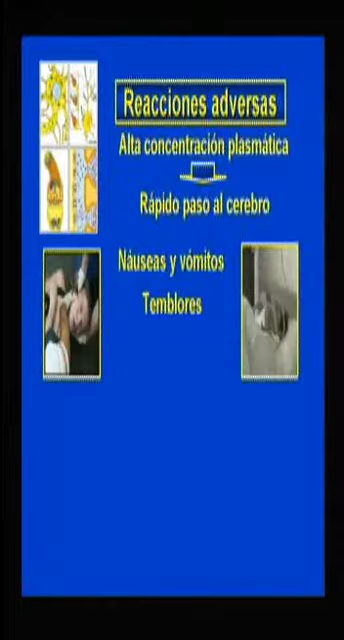 Reacciones adversas
Alta concentración plasmática
Rápido paso al cerebro
Náuseas y vómitos
Temblores